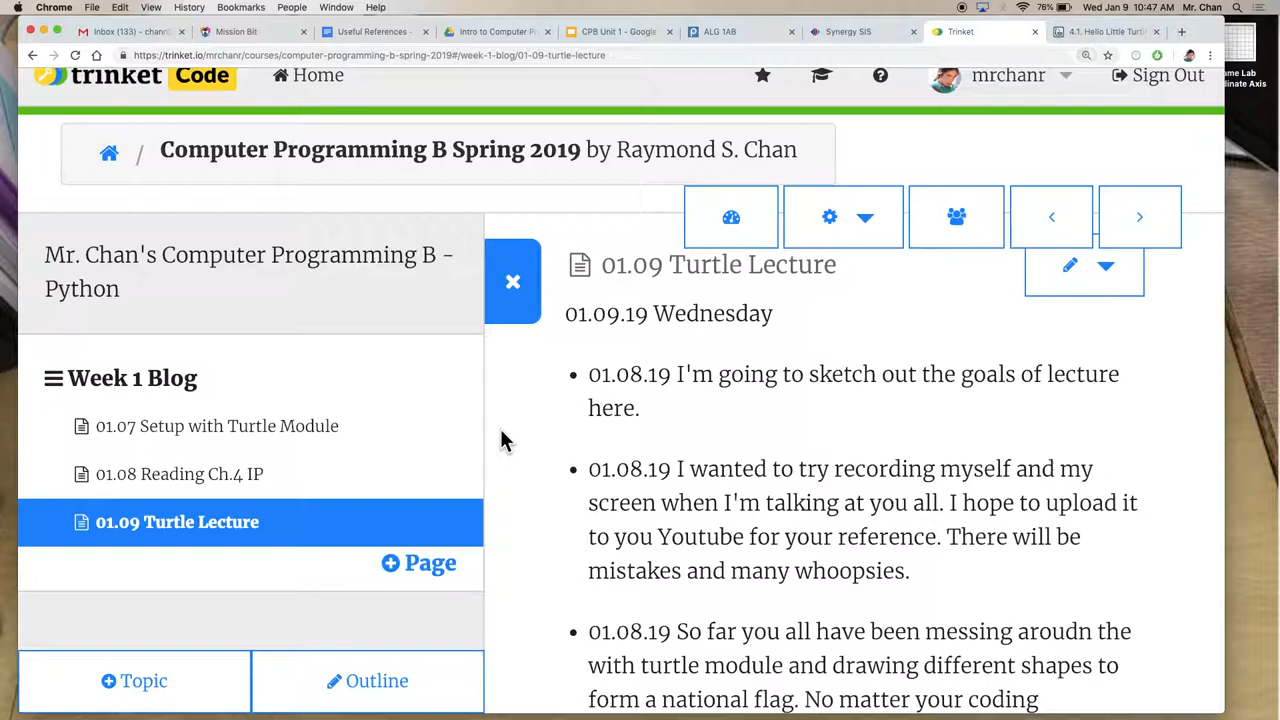 Chrome File Edit View History Bookmarks People Window Help 76% Wed Jan 9 10:47 AM Mr. Chan
Inbox (133) - chanr Mission Bit Useful References - Intro to Computer CPB Unit 1 - Google ALG 1AB Synergy SIS Trinket 4.1. Hello Little Turtl
https://trinket.io/mrchanr/courses/computer-programming-b-spring-2019#/week-1-blog/01-09-turtle-lecture
trinket Code Home mrchanr Sign Out
ame Lab
dinate Axis
/ Computer Programming B Spring 2019 by Raymond S. Chan
Mr. Chan's Computer Programming B -
Python
Week 1 Blog
01.07 Setup with Turtle Module
01.08 Reading Ch.4 IP
01.09 Turtle Lecture
Page
Topic Outline
01.09 Turtle Lecture
01.09.19 Wednesday
• 01.08.19 I'm going to sketch out the goals of lecture
here.
• 01.08.19 I wanted to try recording myself and my
screen when I'm talking at you all. I hope to upload it
to you Youtube for your reference. There will be
mistakes and many whoopsies.
• 01.08.19 So far you all have been messing aroudn the
with turtle module and drawing different shapes to
form a national flag. No matter your coding